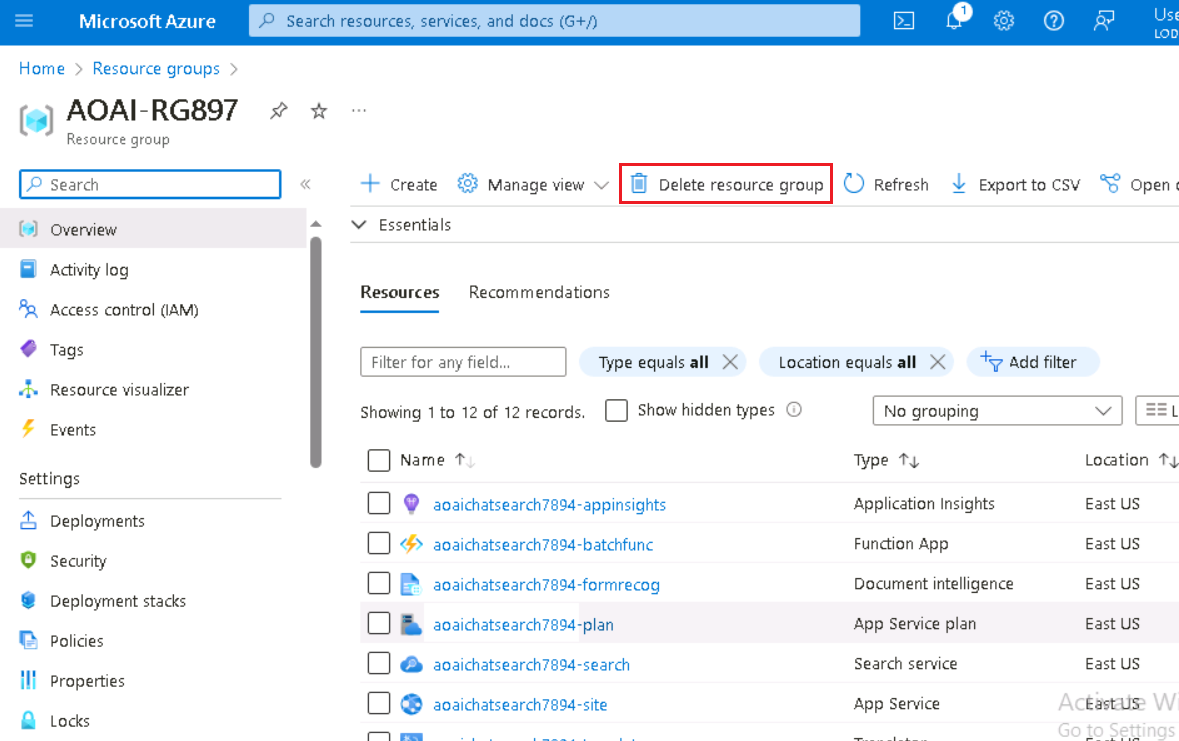 Microsoft Azure
Search resources, services, and docs (G+/)
1
LOD
Home > Resource groups >
AOAI-RG897
Resource group
Search
Create
Manage view
Delete resource group
Refresh
Export to CSV
Open
Essentials
Overview
Activity log
Access control (IAM)
Tags
Resource visualizer
Events
Settings
Deployments
Security
Deployment stacks
Policies
Properties
Locks
Resources
Recommendations
Filter for any field...
Type equals all
Location equals all
Add filter
Showing 1 to 12 of 12 records.
Show hidden types
No grouping
Name
Type
Location
aoaichatsearch7894-appinsights
Application Insights
East US
aoaichatsearch7894-batchfunc
Function App
East US
aoaichatsearch7894-formrecog
Document intelligence
East US
aoaichatsearch7894-plan
App Service plan
East US
aoaichatsearch7894-search
Search service
East US
aoaichatsearch7894-site
App Service
East US
Activate Wi
Go to Settings